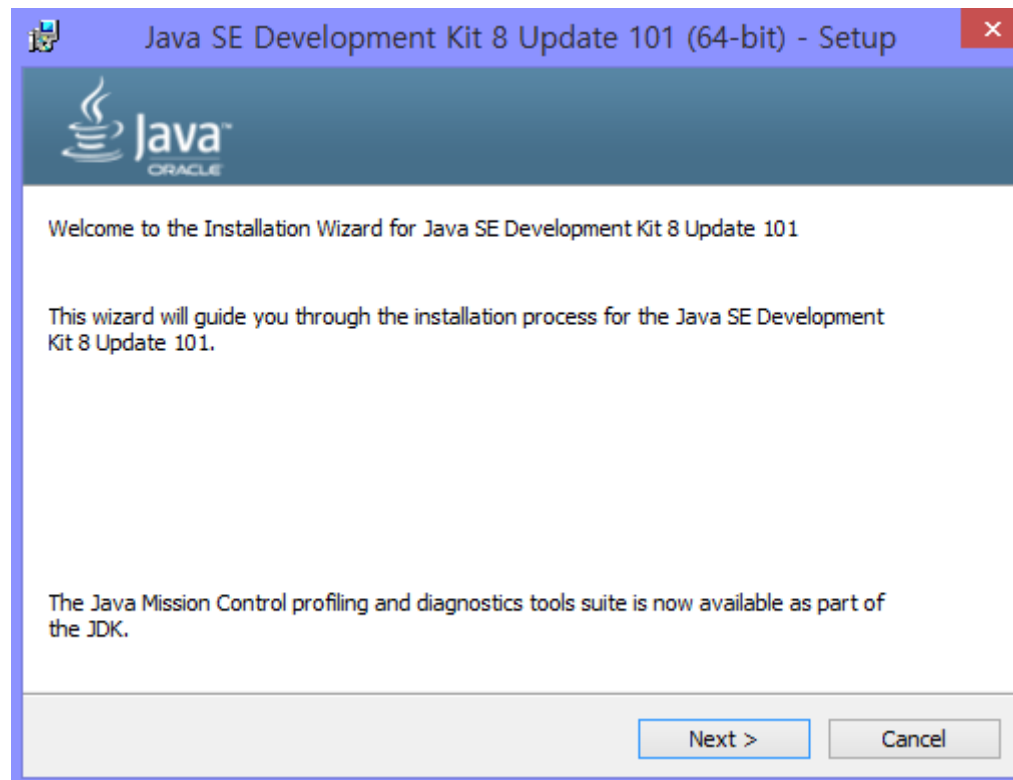 Java SE Development Kit 8 Update 101 (64-bit) - Setup
Java™
ORACLE
Welcome to the Installation Wizard for Java SE Development Kit 8 Update 101
This wizard will guide you through the installation process for the Java SE Development
Kit 8 Update 101.
The Java Mission Control profiling and diagnostics tools suite is now available as part of
the JDK.
Next >
Cancel